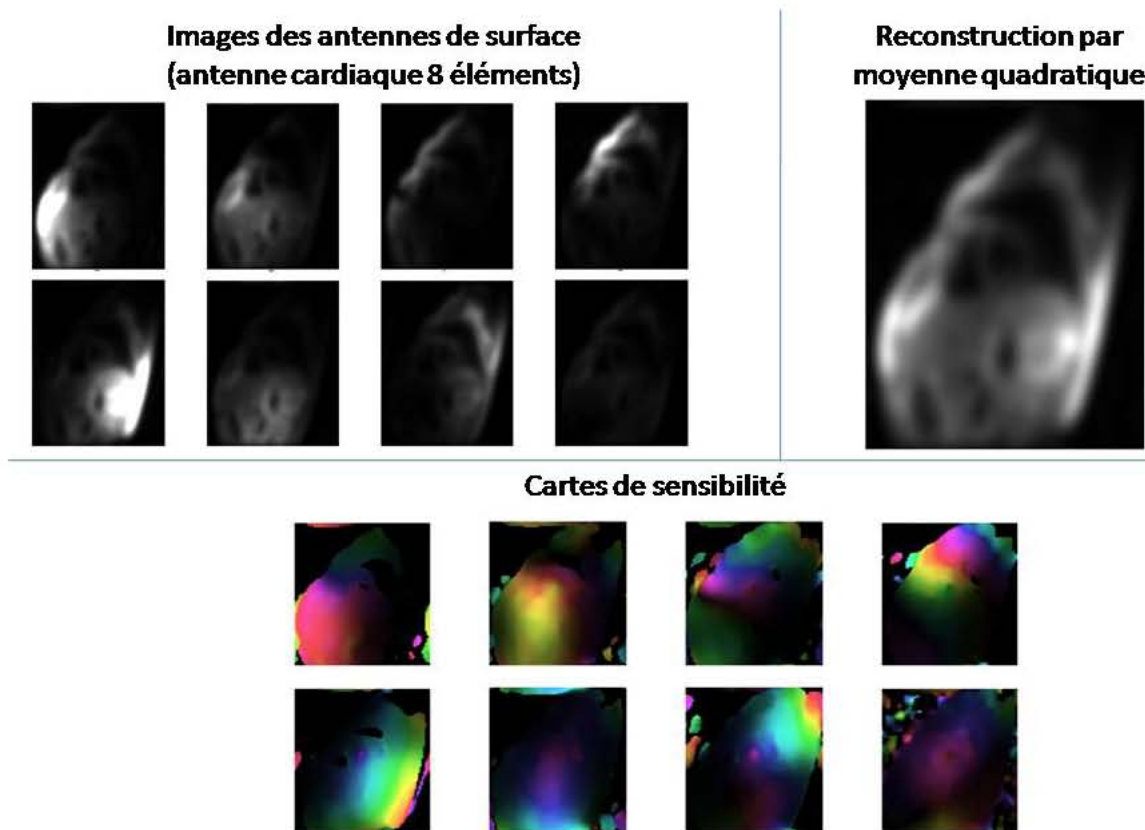 Images des antennes de surface
(antenne cardiaque 8 éléments)
Reconstruction par
moyenne quadratique
Cartes de sensibilité